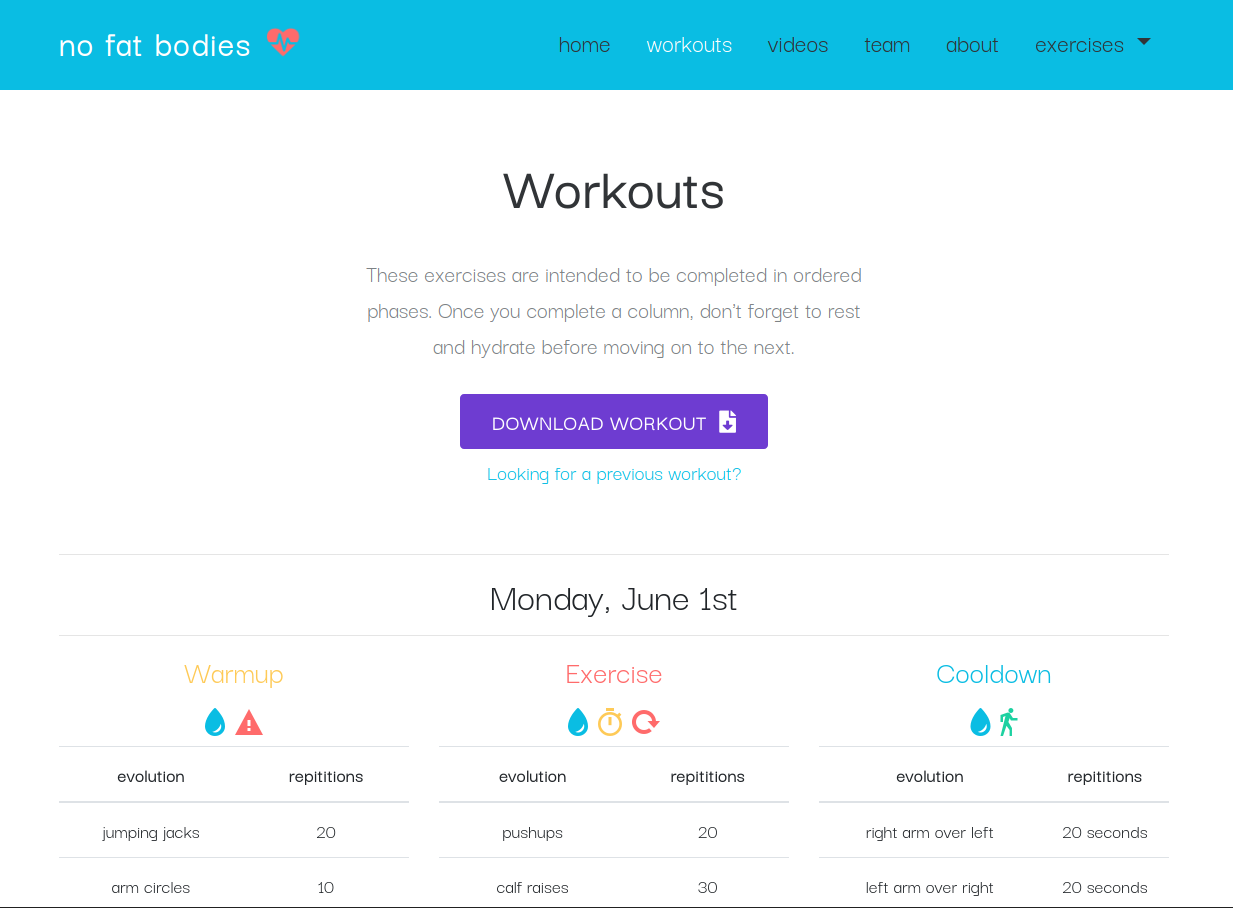 no fat bodies
home workouts videos team about exercises
Workouts
These exercises are intended to be completed in ordered
phases. Once you complete a column, don't forget to rest
and hydrate before moving on to the next.
DOWNLOAD WORKOUT
Looking for a previous workout?
Monday, June 1st
Warmup Exercise Cooldown
evolution repititions evolution repititions evolution repititions
jumping jacks 20 pushups 20 right arm over left 20 seconds
arm circles 10 calf raises 30 left arm over right 20 seconds